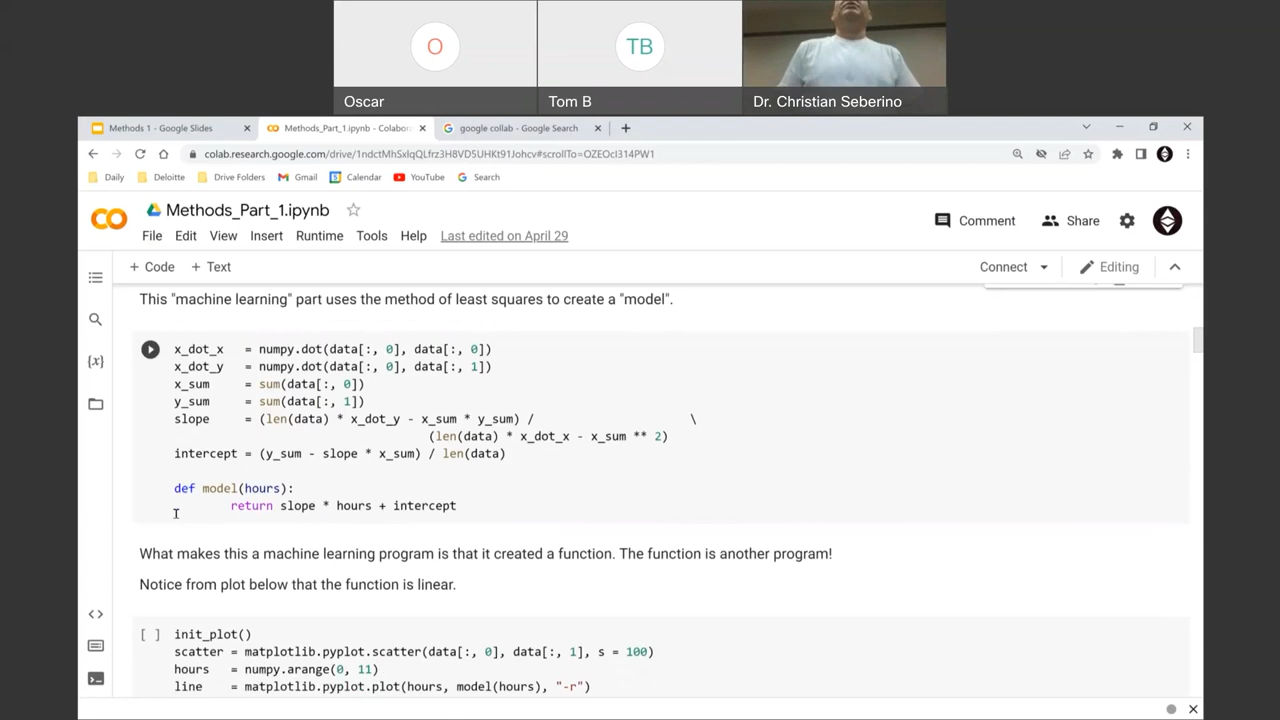 O
TB
Oscar
Tom B
Dr. Christian Seberino
Methods 1 - Google Slides
Methods_Part_1.ipynb - Colabor
google collab - Google Search
colab.research.google.com/drive/1ndctMhSxIqQLfrz3H8VD5UHKt91Johcv#scrollTo=OZEOcI314PW1
Daily
Deloitte
Drive Folders
Gmail
Calendar
YouTube
Search
Methods_Part_1.ipynb
Comment
Share
File Edit View Insert Runtime Tools Help Last edited on April 29
+ Code + Text
Connect
Editing
This "machine learning" part uses the method of least squares to create a "model".
x_dot_x = numpy.dot(data[:, 0], data[:, 0])
x_dot_y = numpy.dot(data[:, 0], data[:, 1])
x_sum = sum(data[:, 0])
y_sum = sum(data[:, 1])
slope = (len(data) * x_dot_y - x_sum * y_sum) / \
(len(data) * x_dot_x - x_sum ** 2)
intercept = (y_sum - slope * x_sum) / len(data)
def model(hours):
return slope * hours + intercept
What makes this a machine learning program is that it created a function. The function is another program!
Notice from plot below that the function is linear.
[ ] init_plot()
scatter = matplotlib.pyplot.scatter(data[:, 0], data[:, 1], s = 100)
hours = numpy.arange(0, 11)
line = matplotlib.pyplot.plot(hours, model(hours), "-r")